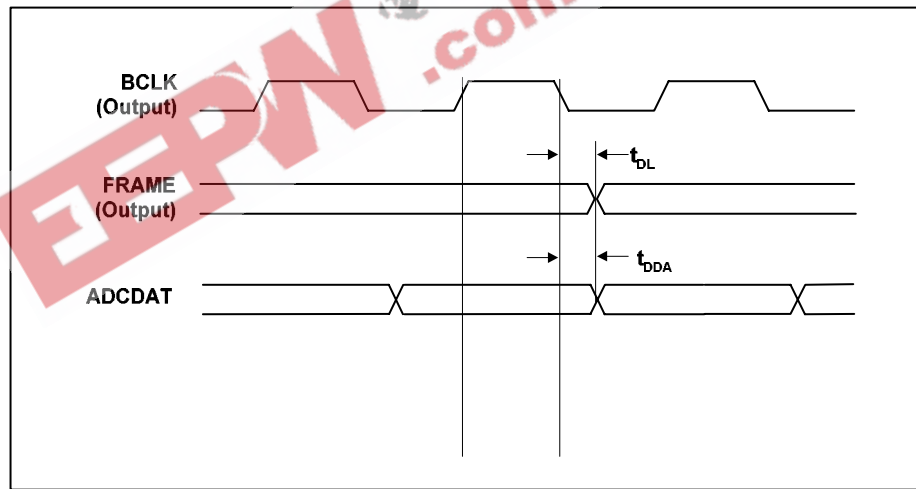 EEPW
.com
BCLK
(Output)
tDL
FRAME
(Output)
tDDA
ADCDAT